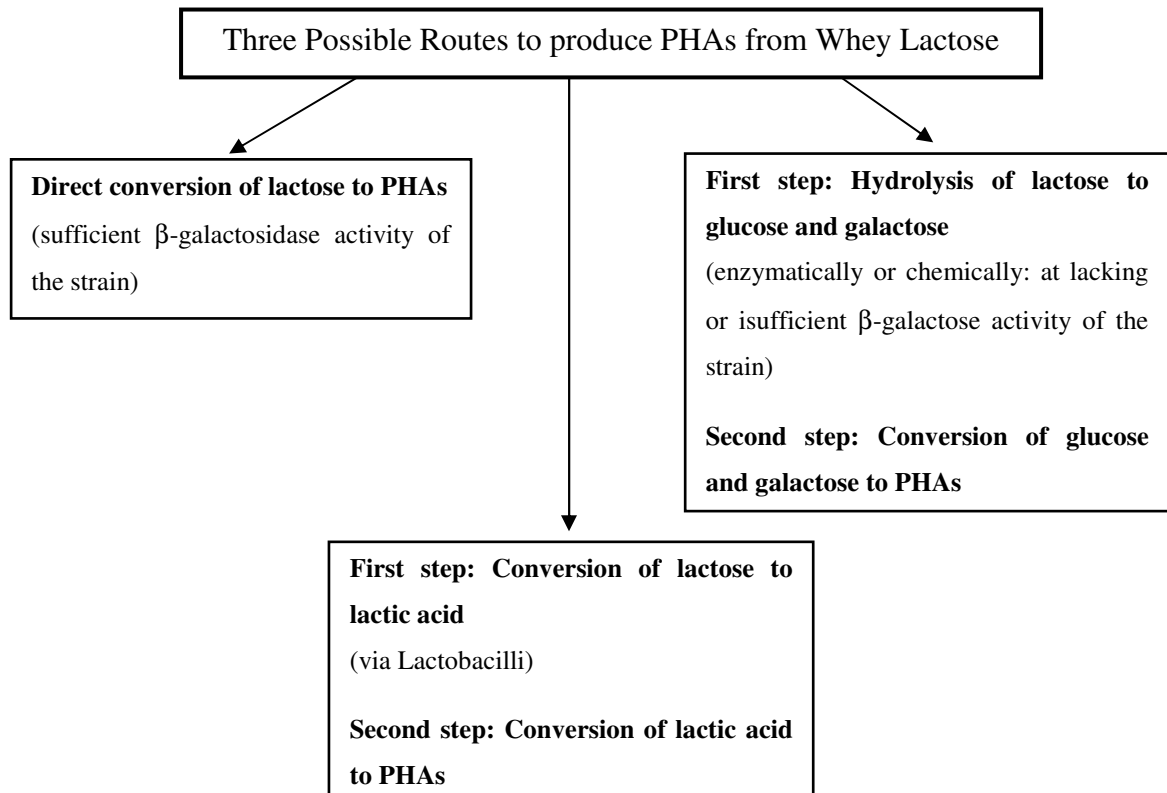 Three Possible Routes to produce PHAs from Whey Lactose
Direct conversion of lactose to PHAs
(sufficient β-galactosidase activity of
the strain)
First step: Hydrolysis of lactose to
glucose and galactose
(enzymatically or chemically: at lacking
or isufficient β-galactose activity of the
strain)
Second step: Conversion of glucose
and galactose to PHAs
First step: Conversion of lactose to
lactic acid
(via Lactobacilli)
Second step: Conversion of lactic acid
to PHAs